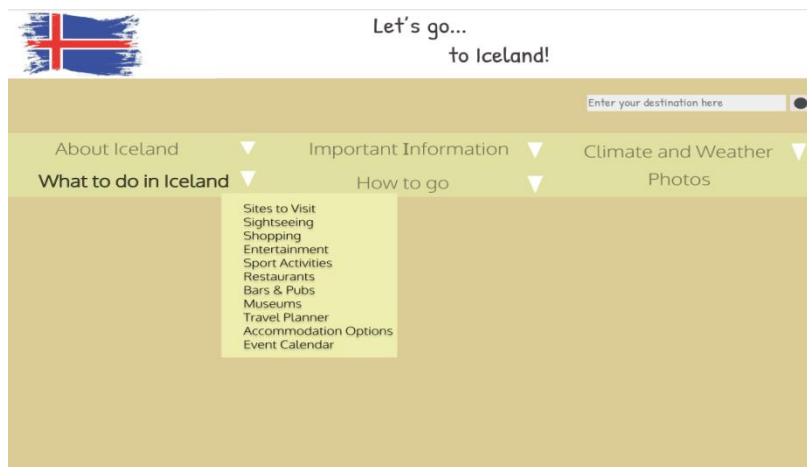 Let's go...
to Iceland!
Enter your destination here
About Iceland
Important Information
Climate and Weather
What to do in Iceland
How to go
Photos
Sites to Visit
Sightseeing
Shopping
Entertainment
Sport Activities
Restaurants
Bars & Pubs
Museums
Travel Planner
Accommodation Options
Event Calendar